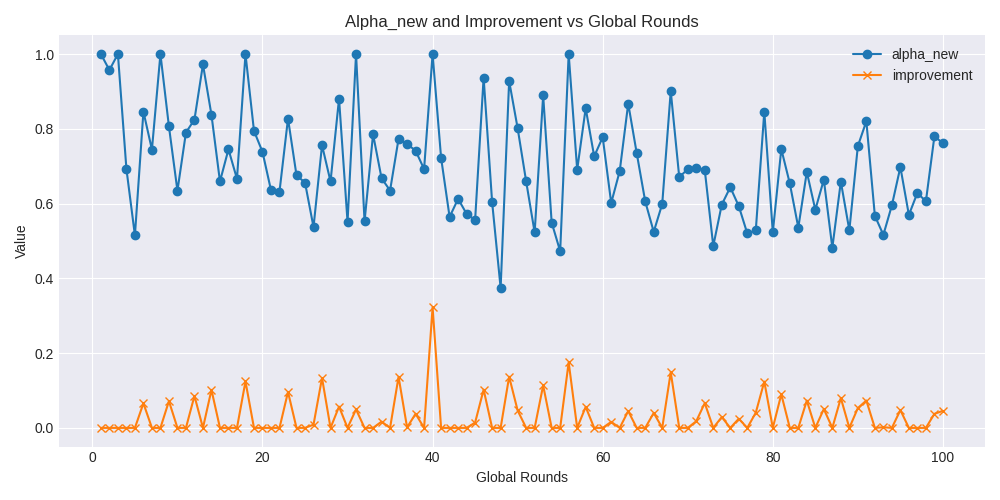 Alpha_new and Improvement vs Global Rounds
alpha_new
improvement
1.0
0.8
0.6
0.4
0.2
0.0
Value
0 20 40 60 80 100
Global Rounds